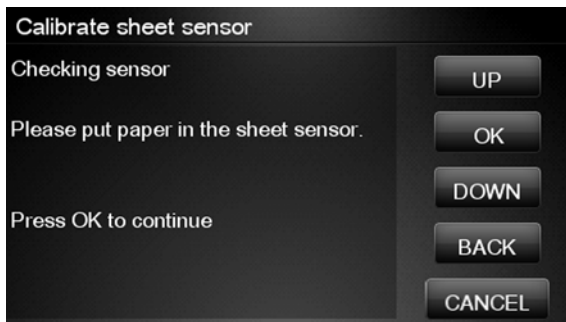 Calibrate sheet sensor
Checking sensor
Please put paper in the sheet sensor.
Press OK to continue
UP
OK
DOWN
BACK
CANCEL